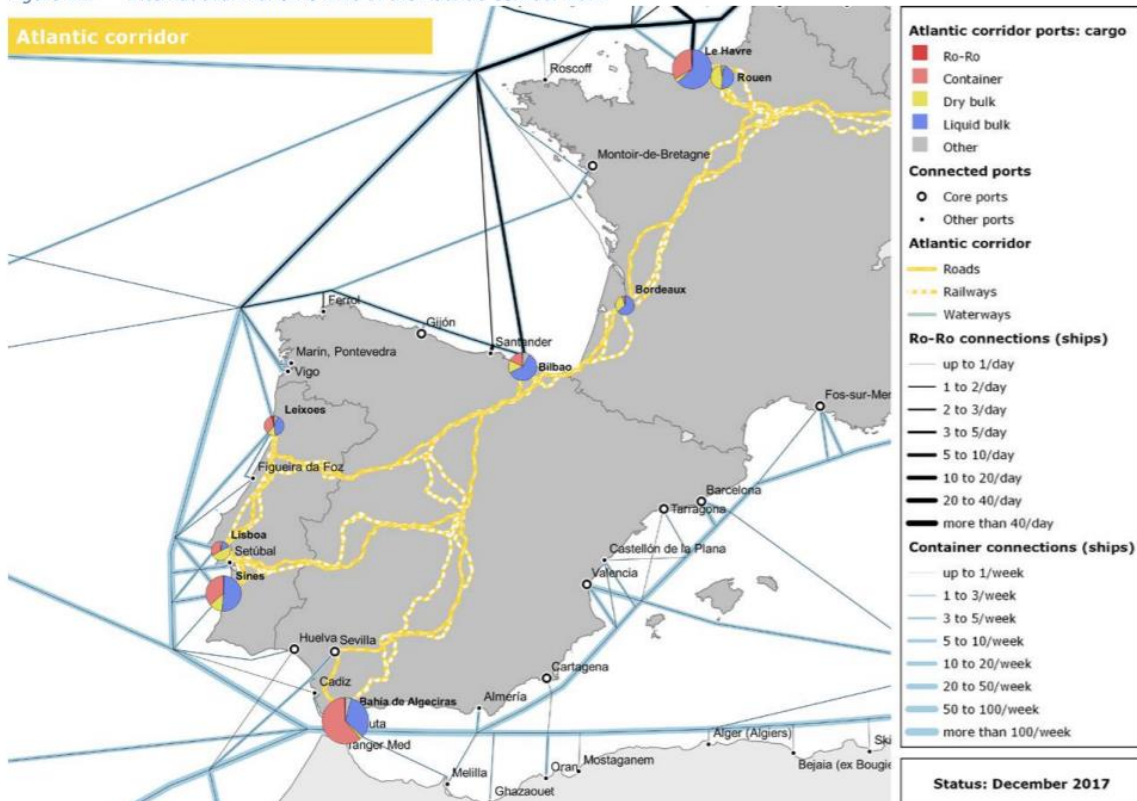 Atlantic corridor
Le Havre
Rouen
Roscoff
Montoir-de-Bretagne
Bordeaux
Ferrol
Gijón
Santander
Bilbao
Marin, Pontevedra
Vigo
Leixoes
Fos-sur-Mer
Figueira da Foz
Barcelona
Tarragona
Lisboa
Setúbal
Castellón de la Plana
Sines
Valencia
Huelva
Sevilla
Cartagena
Cadiz
Bahia de Algeciras
Almería
uta
Tanger Med
Alger (Algiers)
Ski
Mostaganem
Bejaia (ex Bougie
Melilla
Oran
Ghazaouet
Atlantic corridor ports: cargo
Ro-Ro
Container
Dry bulk
Liquid bulk
Other
Connected ports
Core ports
Other ports
Atlantic corridor
Roads
Railways
Waterways
Ro-Ro connections (ships)
up to 1/day
1 to 2/day
2 to 3/day
3 to 5/day
5 to 10/day
10 to 20/day
20 to 40/day
more than 40/day
Container connections (ships)
up to 1/week
1 to 3/week
3 to 5/week
5 to 10/week
10 to 20/week
20 to 50/week
50 to 100/week
more than 100/week
Status: December 2017